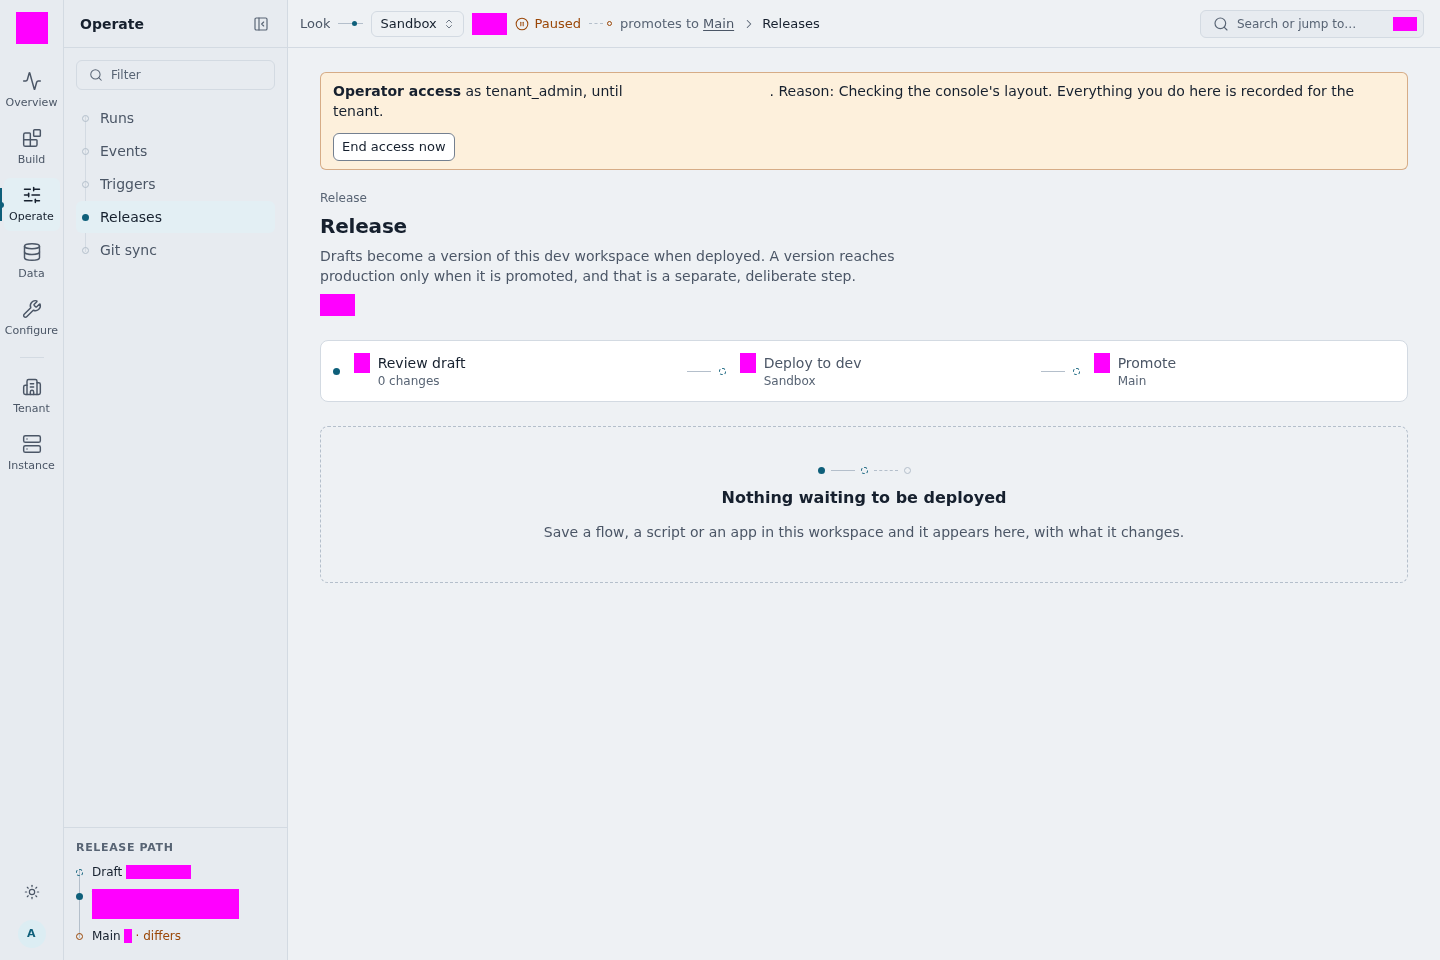 Operate
Look
Sandbox
Paused
promotes to Main
Releases
Search or jump to...
Overview
Build
Operate
Data
Configure
Tenant
Instance
A
Filter
Runs
Events
Triggers
Releases
Git sync
RELEASE PATH
Draft
Main · differs
Operator access as tenant_admin, until . Reason: Checking the console's layout. Everything you do here is recorded for the
tenant.
End access now
Release
Release
Drafts become a version of this dev workspace when deployed. A version reaches
production only when it is promoted, and that is a separate, deliberate step.
Review draft
0 changes
Deploy to dev
Sandbox
Promote
Main
Nothing waiting to be deployed
Save a flow, a script or an app in this workspace and it appears here, with what it changes.